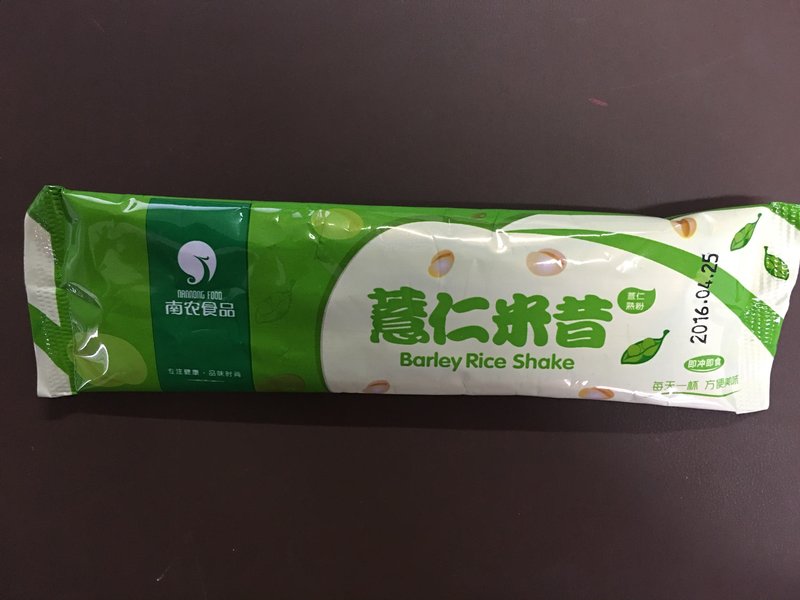 NANNONG FOOD
南农食品
专注健康·品味时尚
薏仁米昔
Barley Rice Shake
薏仁
熟粉
2016.04.25
即冲即食
每天一杯 方便美味